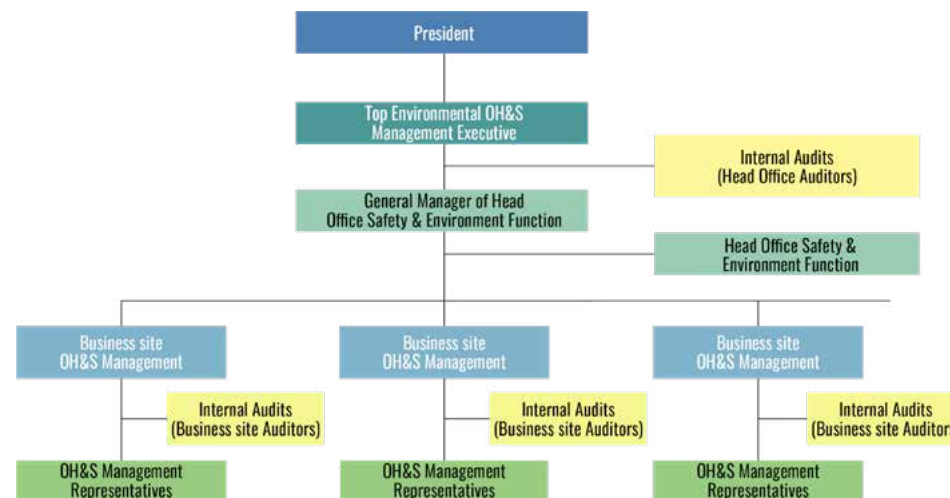 President
Top Environmental OH&S
Management Executive
Internal Audits
(Head Office Auditors)
General Manager of Head
Office Safety & Environment Function
Head Office Safety &
Environment Function
Business site
OH&S Management
Business site
OH&S Management
Business site
OH&S Management
Internal Audits
(Business site Auditors)
Internal Audits
(Business site Auditors)
Internal Audits
(Business site Auditors
OH&S Management
Representatives
OH&S Management
Representatives
OH&S Management
Representatives